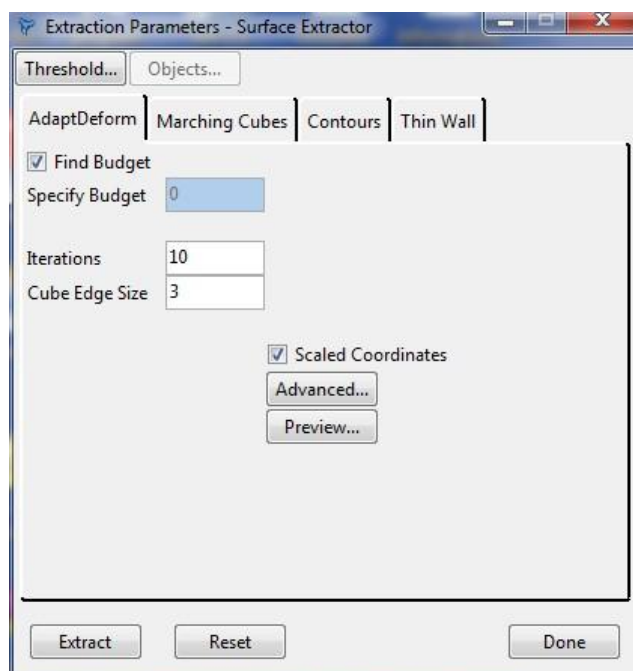 Extraction Parameters - Surface Extractor
Threshold... Objects...
AdaptDeform Marching Cubes Contours Thin Wall
Find Budget
Specify Budget 0
Iterations 10
Cube Edge Size 3
Scaled Coordinates
Advanced...
Preview...
Extract Reset Done